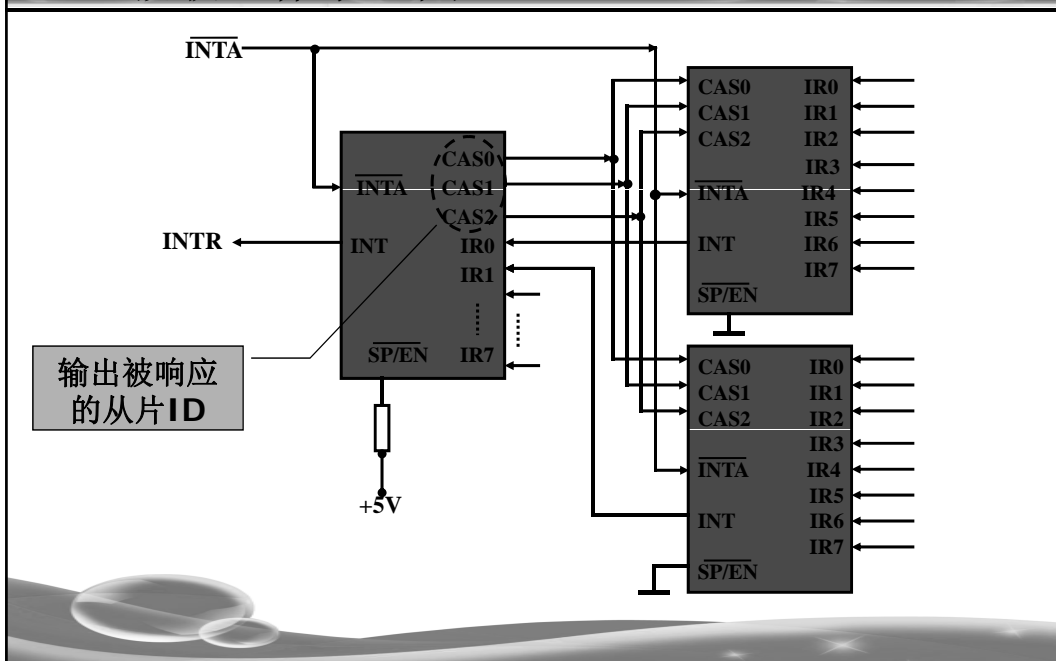 INTA
INTR
INTA
INT
SP/EN
CAS0
CAS1
CAS2
IR0
IR1
IR7
+5V
输出被响应
的从片ID
CAS0 IR0
CAS1 IR1
CAS2 IR2
IR3
INTA IR4
IR5
INT IR6
IR7
SP/EN
CAS0 IR0
CAS1 IR1
CAS2 IR2
IR3
INTA IR4
IR5
INT IR6
IR7
SP/EN